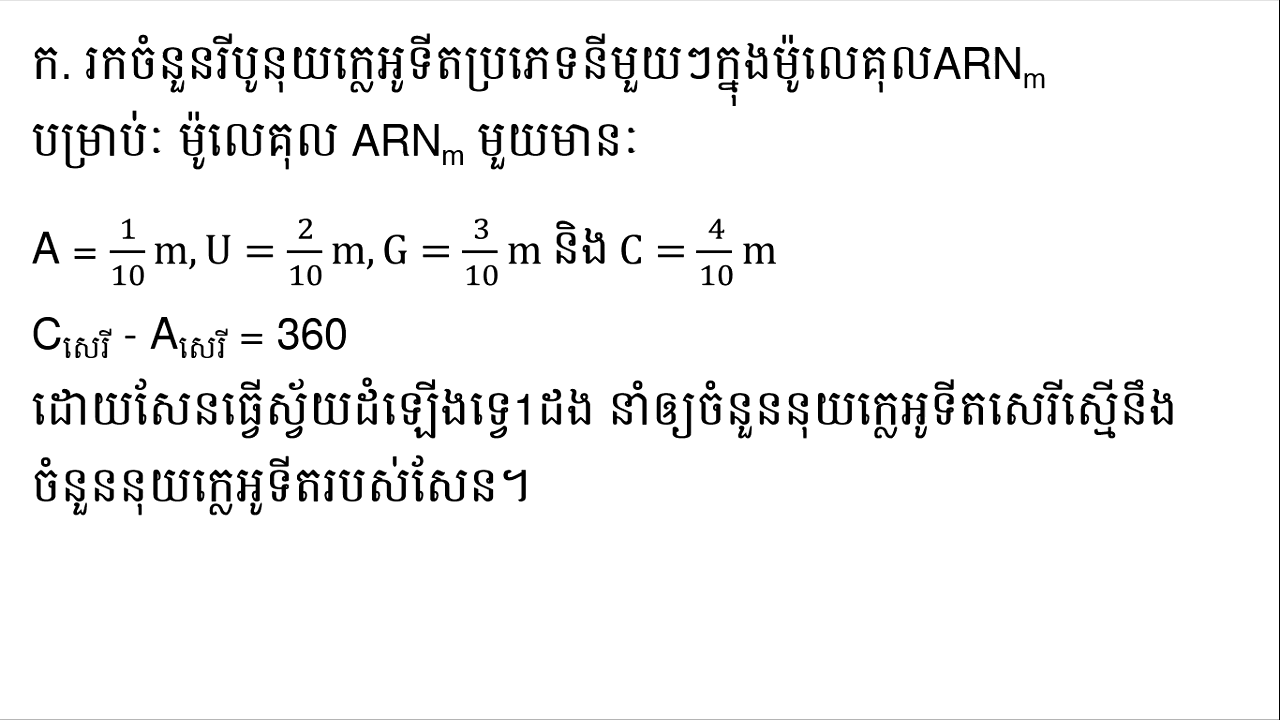 ក. រកចំនួនរីបូនុយក្លេអូទីតប្រភេទនីមួយៗក្នុងម៉ូលេគុលARNm
បម្រាប់ៈ ម៉ូលេគុល ARNm មួយមានៈ
A = 1/10 m, U = 2/10 m, G = 3/10 m និង C = 4/10 m
Cសេរី - Aសេរី = 360
ដោយសែនធ្វើស្វ័យដំឡើងទ្វេ1ដង នាំឲ្យចំនួននុយក្លេអូទីតសេរីស្មើនឹង
ចំនួននុយក្លេអូទីតរបស់សែន។